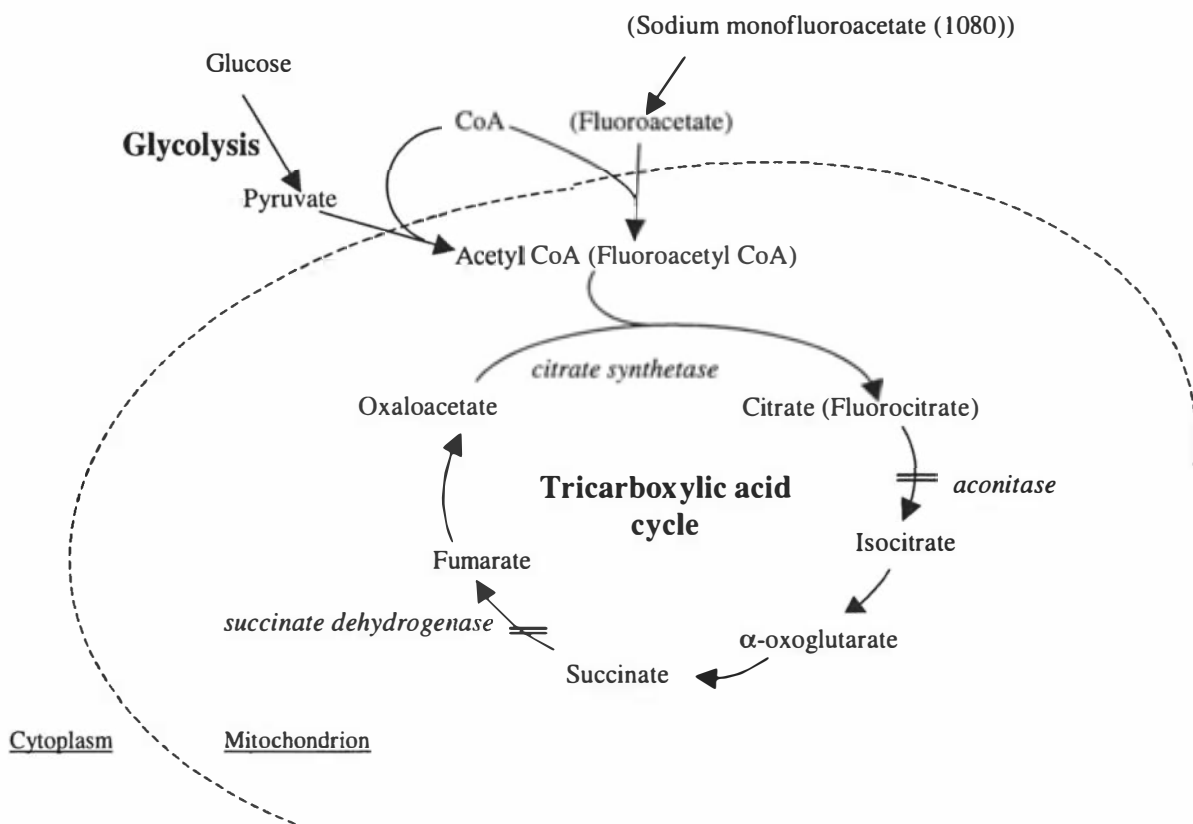 (Sodium monofluoroacetate (1080))
Glucose
CoA
(Fluoroacetate)
Glycolysis
Pyruvate
Acetyl CoA (Fluoroacetyl CoA)
citrate synthetase
Oxaloacetate
Citrate (Fluorocitrate)
Tricarboxylic acid
cycle
aconitase
Isocitrate
Fumarate
succinate dehydrogenase
α-oxoglutarate
Succinate
Cytoplasm
Mitochondrion